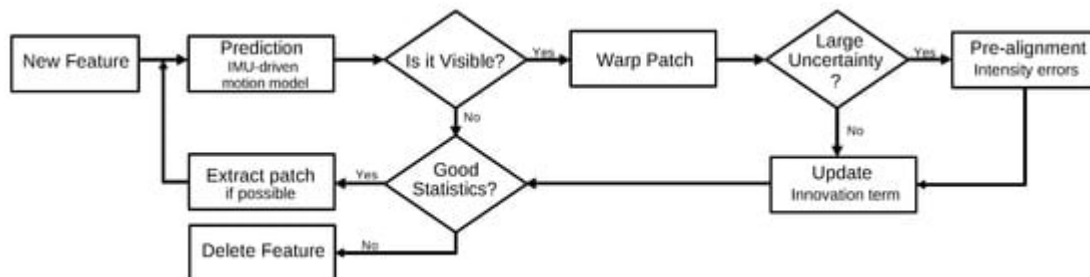 New Feature
Prediction
IMU-driven
motion model
Is it Visible?
Yes
Warp Patch
Large
Uncertainty
?
Yes
Pre-alignment
Intensity errors
No
No
Extract patch
if possible
Yes
Good
Statistics?
Update
Innovation term
Delete Feature
No